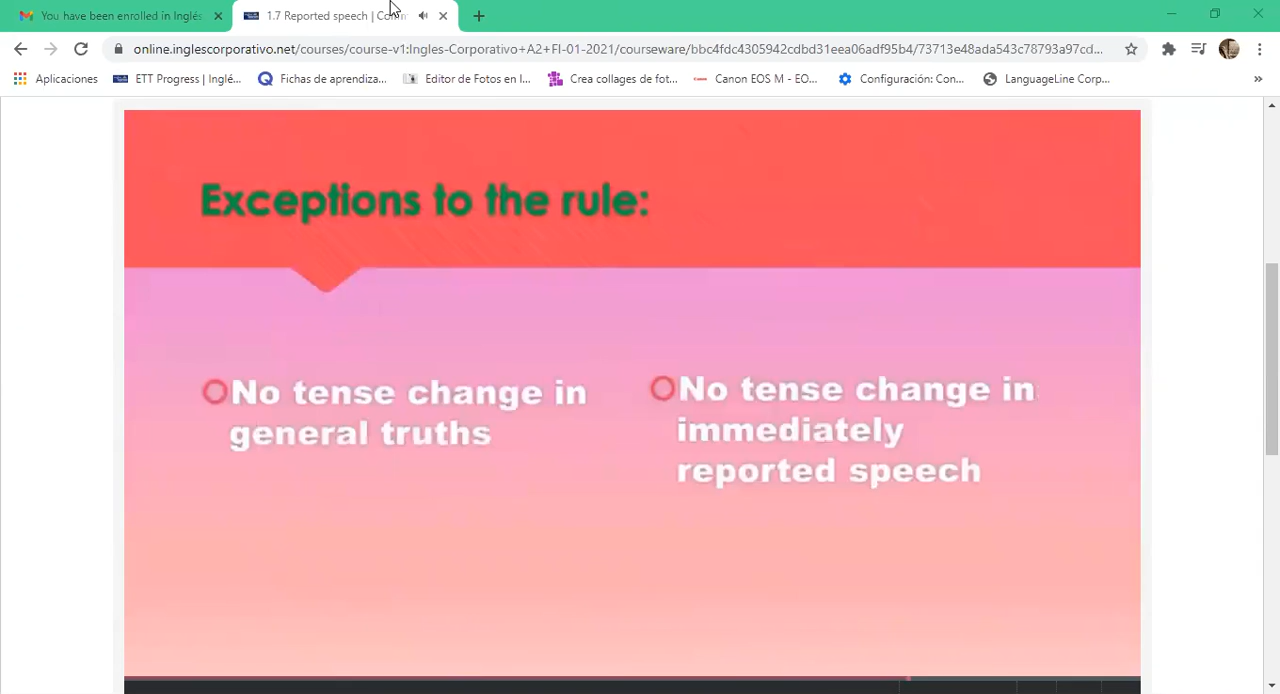 You have been enrolled in Inglés
1.7 Reported speech | Com
online.inglescorporativo.net/courses/course-v1:Ingles-Corporativo+A2+FI-01-2021/courseware/bbc4fdc4305942cdbd31eea06adf95b4/73713e48ada543c78793a97cd...
Aplicaciones ETT Progress | Inglé... Fichas de aprendiza... Editor de Fotos en l... Crea collages de fot... Canon EOS M - EO... Configuración: Con... LanguageLine Corp... »
Exceptions to the rule:
No tense change in
general truths
No tense change in
immediately
reported speech